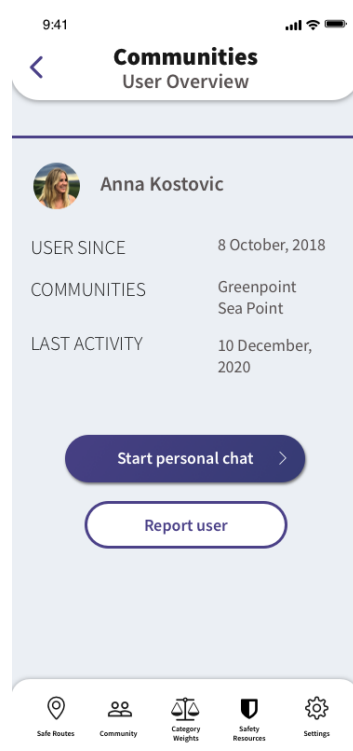 9:41
Communities
User Overview
Anna Kostovic
USER SINCE
8 October, 2018
COMMUNITIES
Greenpoint
Sea Point
LAST ACTIVITY
10 December,
2020
Start personal chat
Report user
Safe Routes
Community
Category
Weights
Safety
Resources
Settings